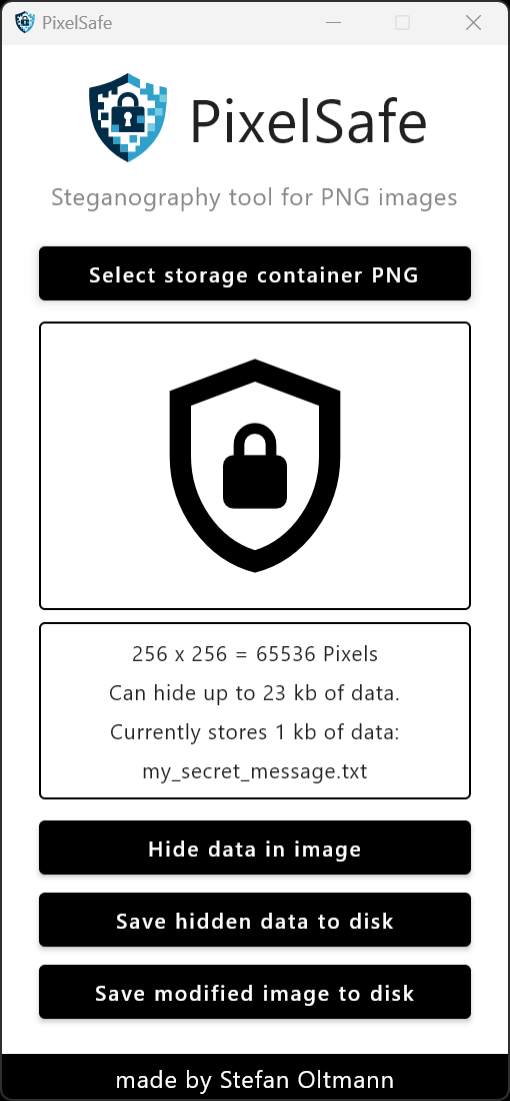 PixelSafe
PixelSafe
Steganography tool for PNG images
Select storage container PNG
256 x 256 = 65536 Pixels
Can hide up to 23 kb of data.
Currently stores 1 kb of data:
my_secret_message.txt
Hide data in image
Save hidden data to disk
Save modified image to disk
made by Stefan Oltmann